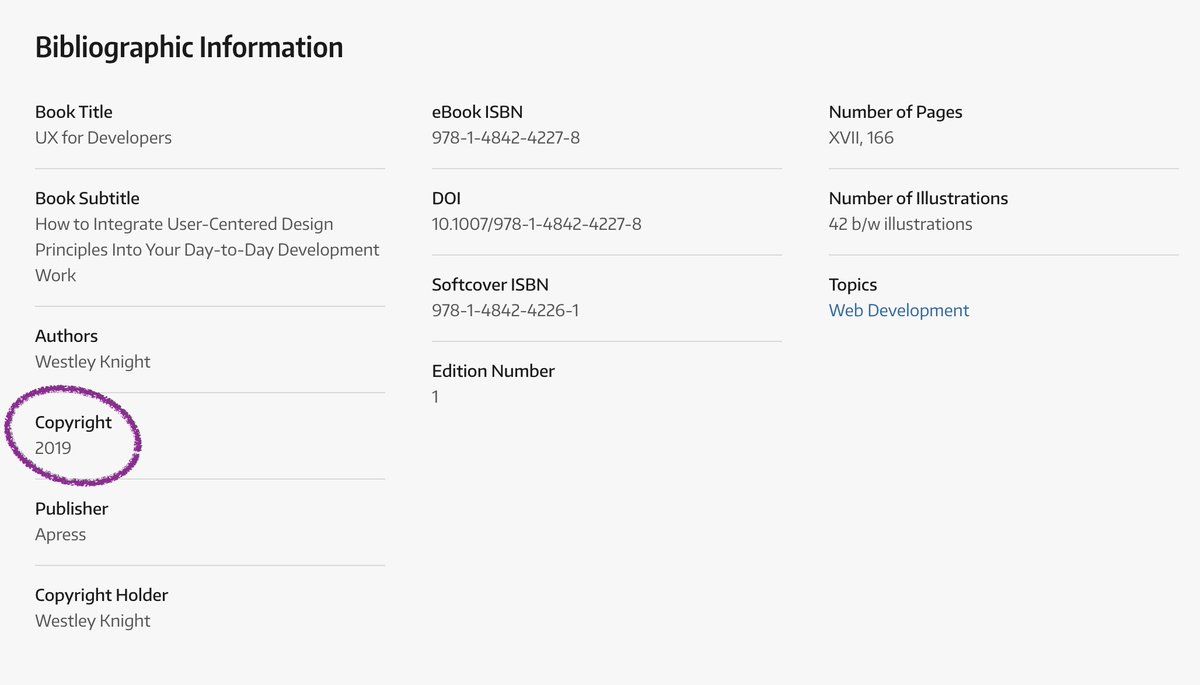 Bibliographic Information
Book Title
UX for Developers
Book Subtitle
How to Integrate User-Centered Design
Principles Into Your Day-to-Day Development
Work
Authors
Westley Knight
Copyright
2019
Publisher
Apress
Copyright Holder
Westley Knight
eBook ISBN
978-1-4842-4227-8
DOI
10.1007/978-1-4842-4227-8
Softcover ISBN
978-1-4842-4226-1
Edition Number
1
Number of Pages
XVII, 166
Number of Illustrations
42 b/w illustrations
Topics
Web Development